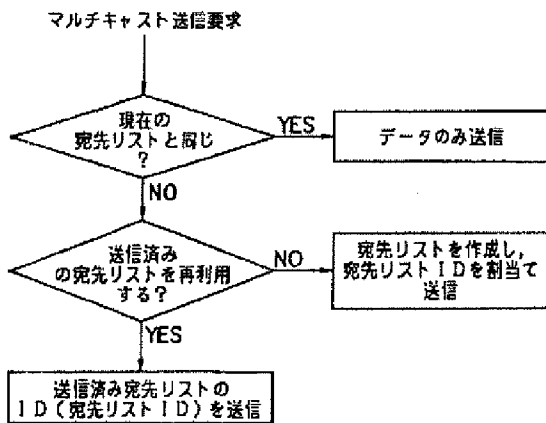 マルチキャスト送信要求
現在の
宛先リストと同じ
?
YES
データのみ送信
NO
送信済み
の宛先リストを再利用
する?
NO
宛先リストを作成し,
宛先リストIDを割当て
送信
YES
送信済み宛先リストの
ID(宛先リストID)を送信